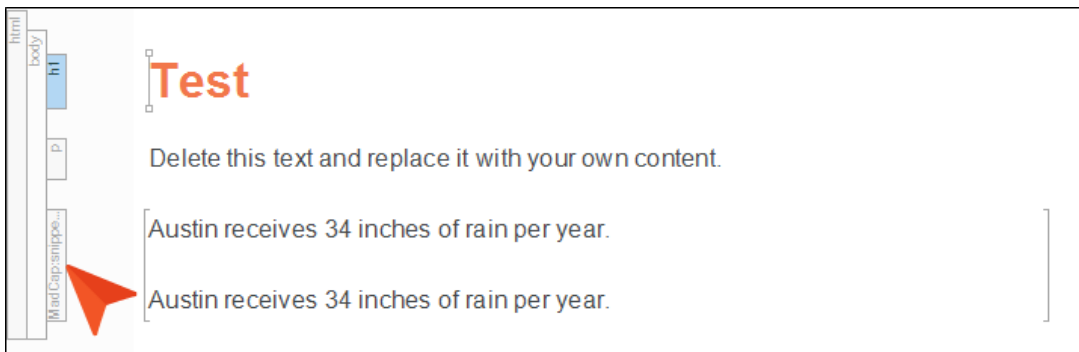 html
body
h1
Test
p
Delete this text and replace it with your own content.
MadCap:snippe...
Austin receives 34 inches of rain per year.
Austin receives 34 inches of rain per year.